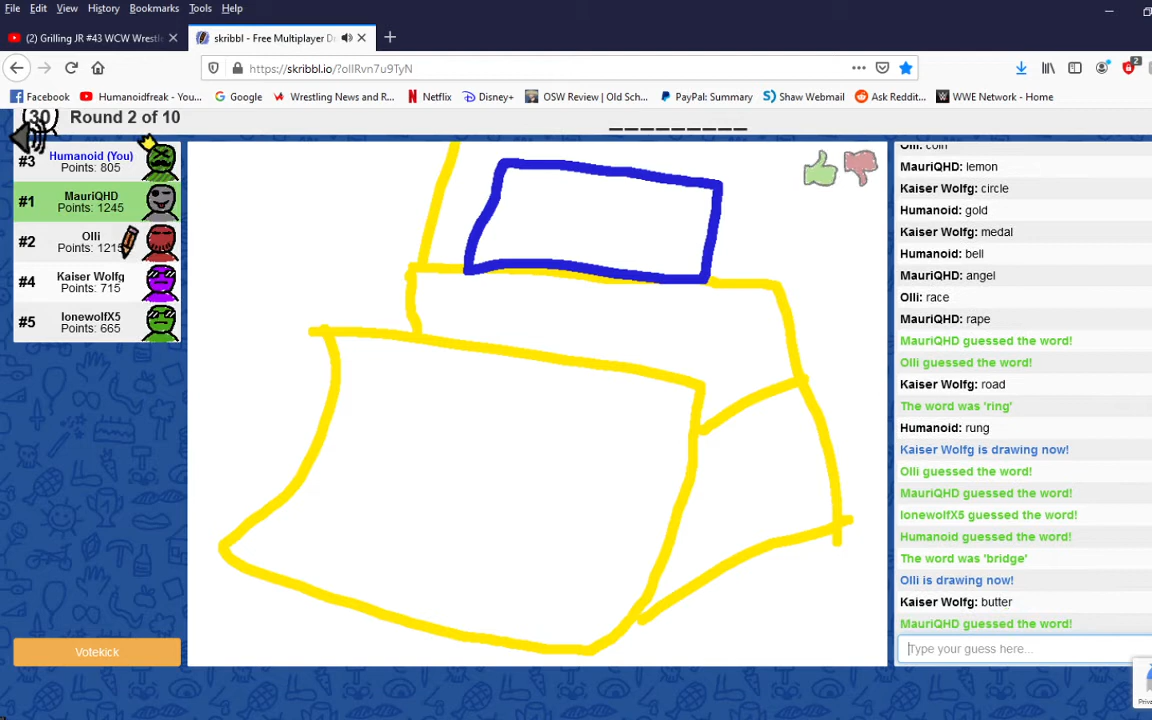 File Edit View History Bookmarks Tools Help
(2) Grilling JR #43 WCW Wrestl
skribbl - Free Multiplayer Dr
https://skribbl.io/?ollRvn7u9TyN
2
Facebook Humanoidfreak - You... Google Wrestling News and R... Netflix Disney+ OSW Review | Old Sch... PayPal: Summary Shaw Webmail Ask Reddit... WWE Network - Home
30 Round 2 of 10
_ _ _ _ _ _ _ _ _
#3 Humanoid (You)
Points: 805
#1 MauriQHD
Points: 1245
#2 Olli
Points: 1215
#4 Kaiser Wolfg
Points: 715
#5 lonewolfX5
Points: 665
Votekick
Olli: coin
MauriQHD: lemon
Kaiser Wolfg: circle
Humanoid: gold
Kaiser Wolfg: medal
Humanoid: bell
MauriQHD: angel
Olli: race
MauriQHD: rape
MauriQHD guessed the word!
Olli guessed the word!
Kaiser Wolfg: road
The word was 'ring'
Humanoid: rung
Kaiser Wolfg is drawing now!
Olli guessed the word!
MauriQHD guessed the word!
lonewolfX5 guessed the word!
Humanoid guessed the word!
The word was 'bridge'
Olli is drawing now!
Kaiser Wolfg: butter
MauriQHD guessed the word!
Type your guess here...